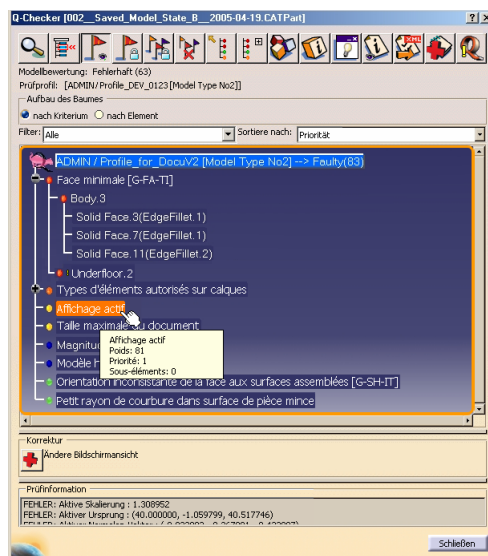 Q-Checker [002__Saved_Model_State_B__2005-04-19.CATPart]
Modellbewertung: Fehlerhaft (63)
Prüfprofil: [ADMIN/Profile_DEV_0123[Model Type No2]]
Aufbau des Baumes
nach Kriterium nach Element
Filter: Alle Sortiere nach: Priorität
ADMIN / Profile_for_DocuV2 [Model Type No2] --> Faulty(83)
Face minimale [G-FA-TI]
Body.3
Solid Face.3(EdgeFillet.1)
Solid Face.7(EdgeFillet.1)
Solid Face.11(EdgeFillet.2)
Underfloor.2
Types d'éléments autorisés sur calques
Affichage actif
Taille maximale du document
Affichage actif
Poids: 81
Priorité: 1
Sous-éléments: 0
Orientation inconsistante de la face aux surfaces assemblées [G-SH-IT]
Petit rayon de courbure dans surface de pièce mince
Korrektur
Ändere Bildschirmansicht
Prüfinformation
FEHLER: Aktive Skalierung : 1.308952
FEHLER: Aktiver Ursprung : (40.000000, -1.059799, 40.517746)
Schließen